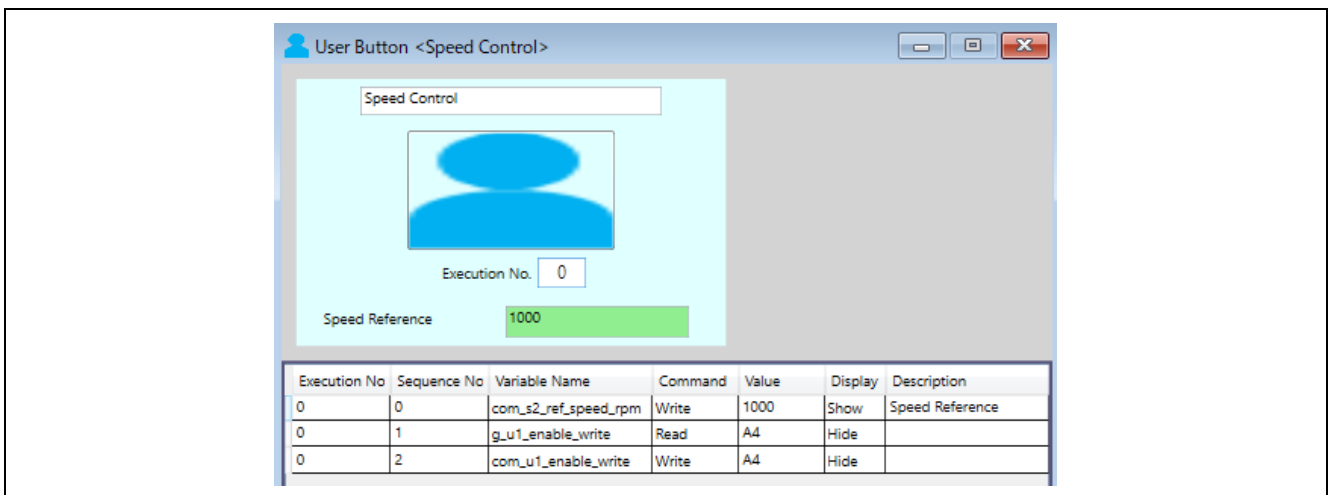 User Button <Speed Control>
Speed Control
Execution No. 0
Speed Reference 1000
Execution No Sequence No Variable Name Command Value Display Description
0 0 com_s2_ref_speed_rpm Write 1000 Show Speed Reference
0 1 g_u1_enable_write Read A4 Hide
0 2 com_u1_enable_write Write A4 Hide